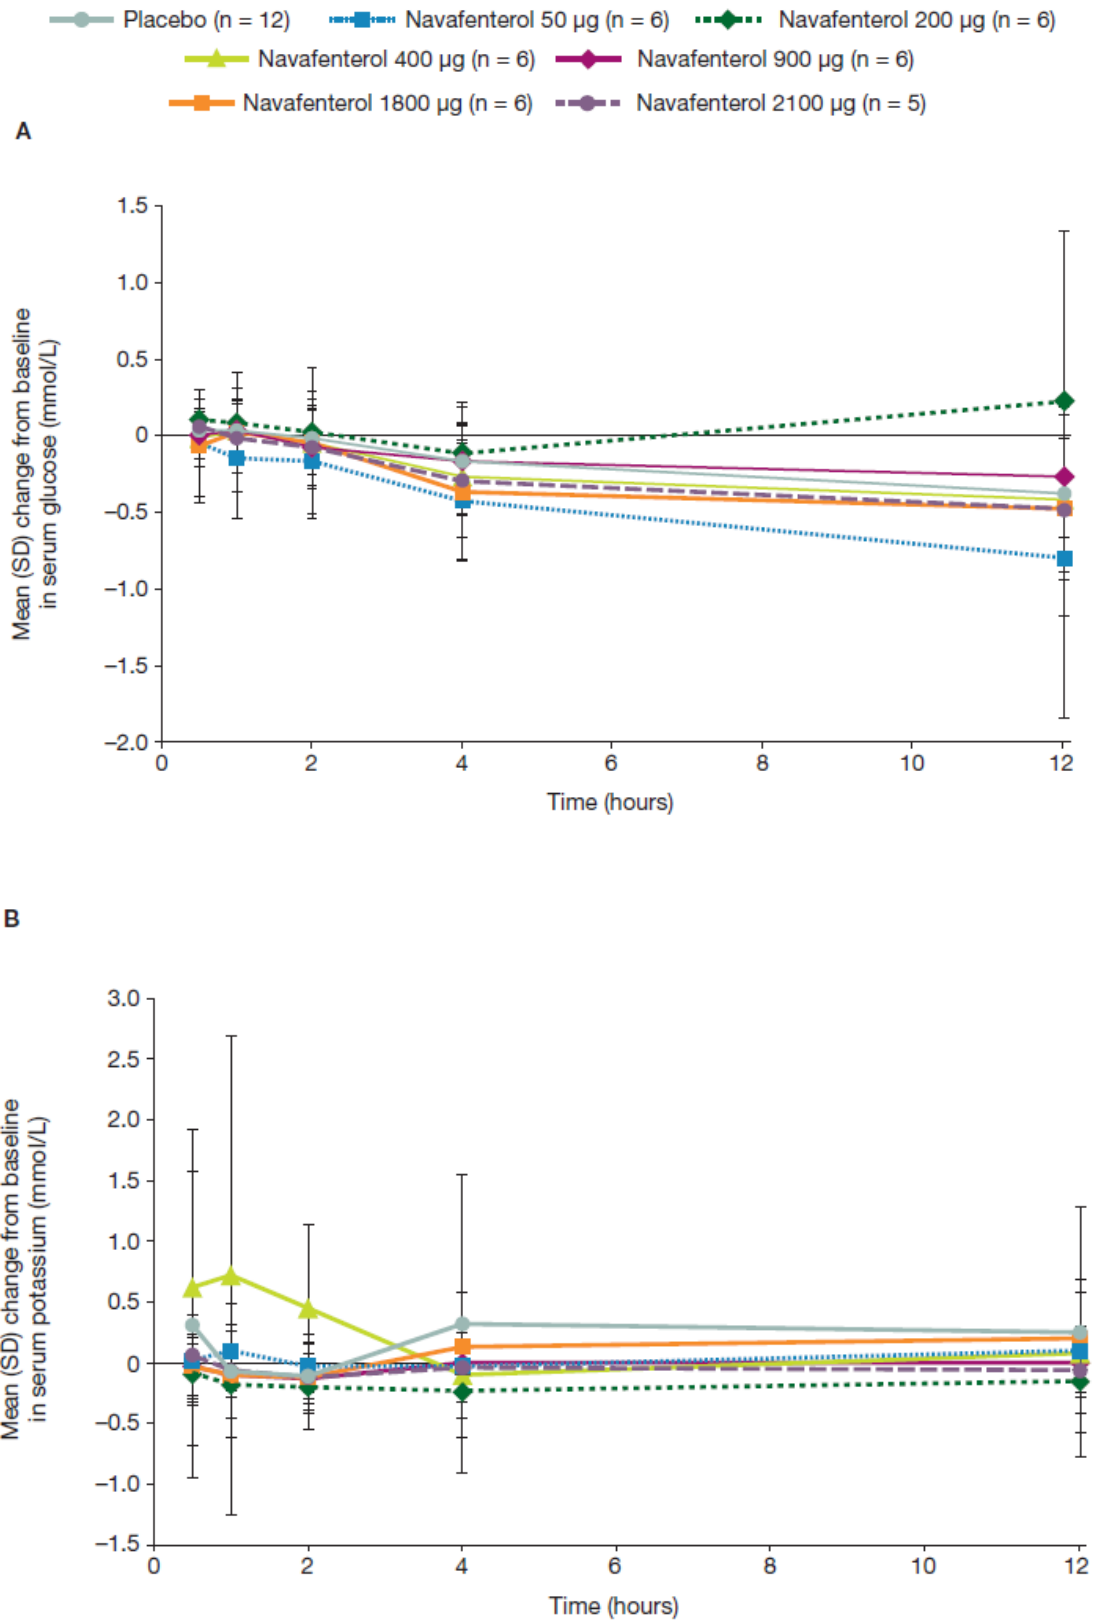 Placebo (n = 12) Navafenterol 50 µg (n = 6) Navafenterol 200 µg (n = 6)
Navafenterol 400 µg (n = 6) Navafenterol 900 µg (n = 6)
Navafenterol 1800 µg (n = 6) Navafenterol 2100 µg (n = 5)
A
Mean (SD) change from baseline
in serum glucose (mmol/L)
1.5
1.0
0.5
0
–0.5
–1.0
–1.5
–2.0
0 2 4 6 8 10 12
Time (hours)
B
Mean (SD) change from baseline
in serum potassium (mmol/L)
3.0
2.5
2.0
1.5
1.0
0.5
0
–0.5
–1.0
–1.5
0 2 4 6 8 10 12
Time (hours)